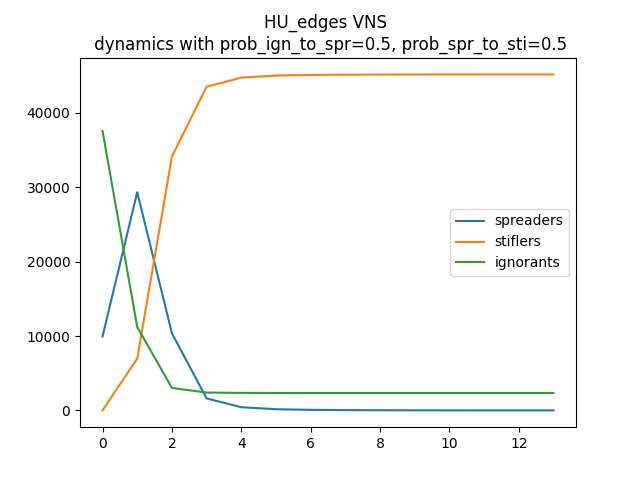 HU_edges VNS
dynamics with prob_ign_to_spr=0.5, prob_spr_to_sti=0.5
40000
30000
20000
10000
0
spreaders
stiflers
ignorants
0 2 4 6 8 10 12